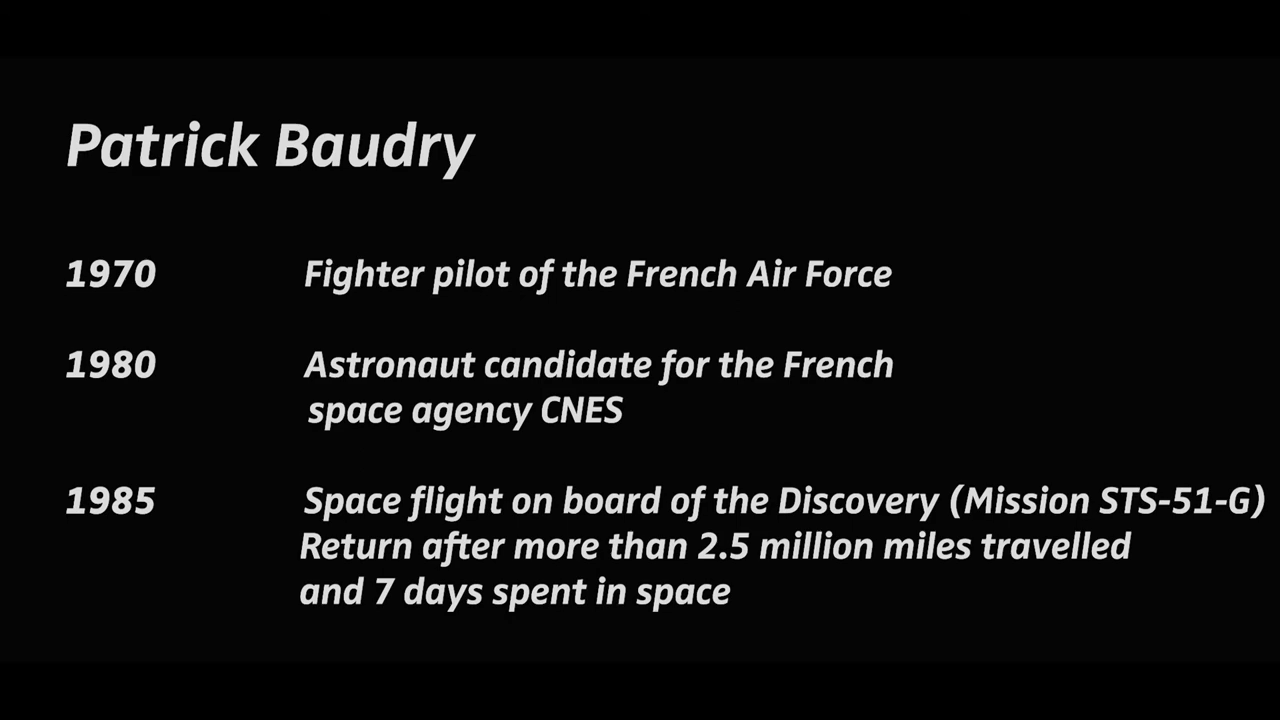 Patrick Baudry
1970 Fighter pilot of the French Air Force
1980 Astronaut candidate for the French
space agency CNES
1985 Space flight on board of the Discovery (Mission STS-51-G)
Return after more than 2.5 million miles travelled
and 7 days spent in space